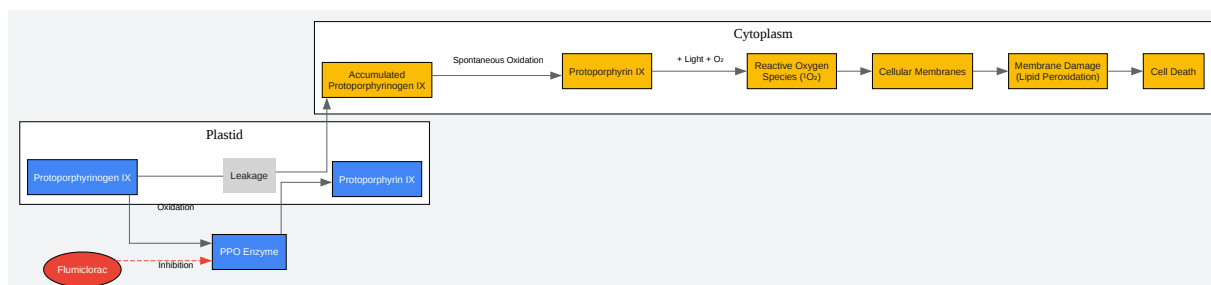 Cytoplasm
Accumulated
Protoporphyrinogen IX
Spontaneous Oxidation
Protoporphyrin IX
+ Light + O₂
Reactive Oxygen
Species (¹O₂)
Cellular Membranes
Membrane Damage
(Lipid Peroxidation)
Cell Death
Plastid
Protoporphyrinogen IX
Leakage
Protoporphyrin IX
Oxidation
PPO Enzyme
Flumiclorac
Inhibition